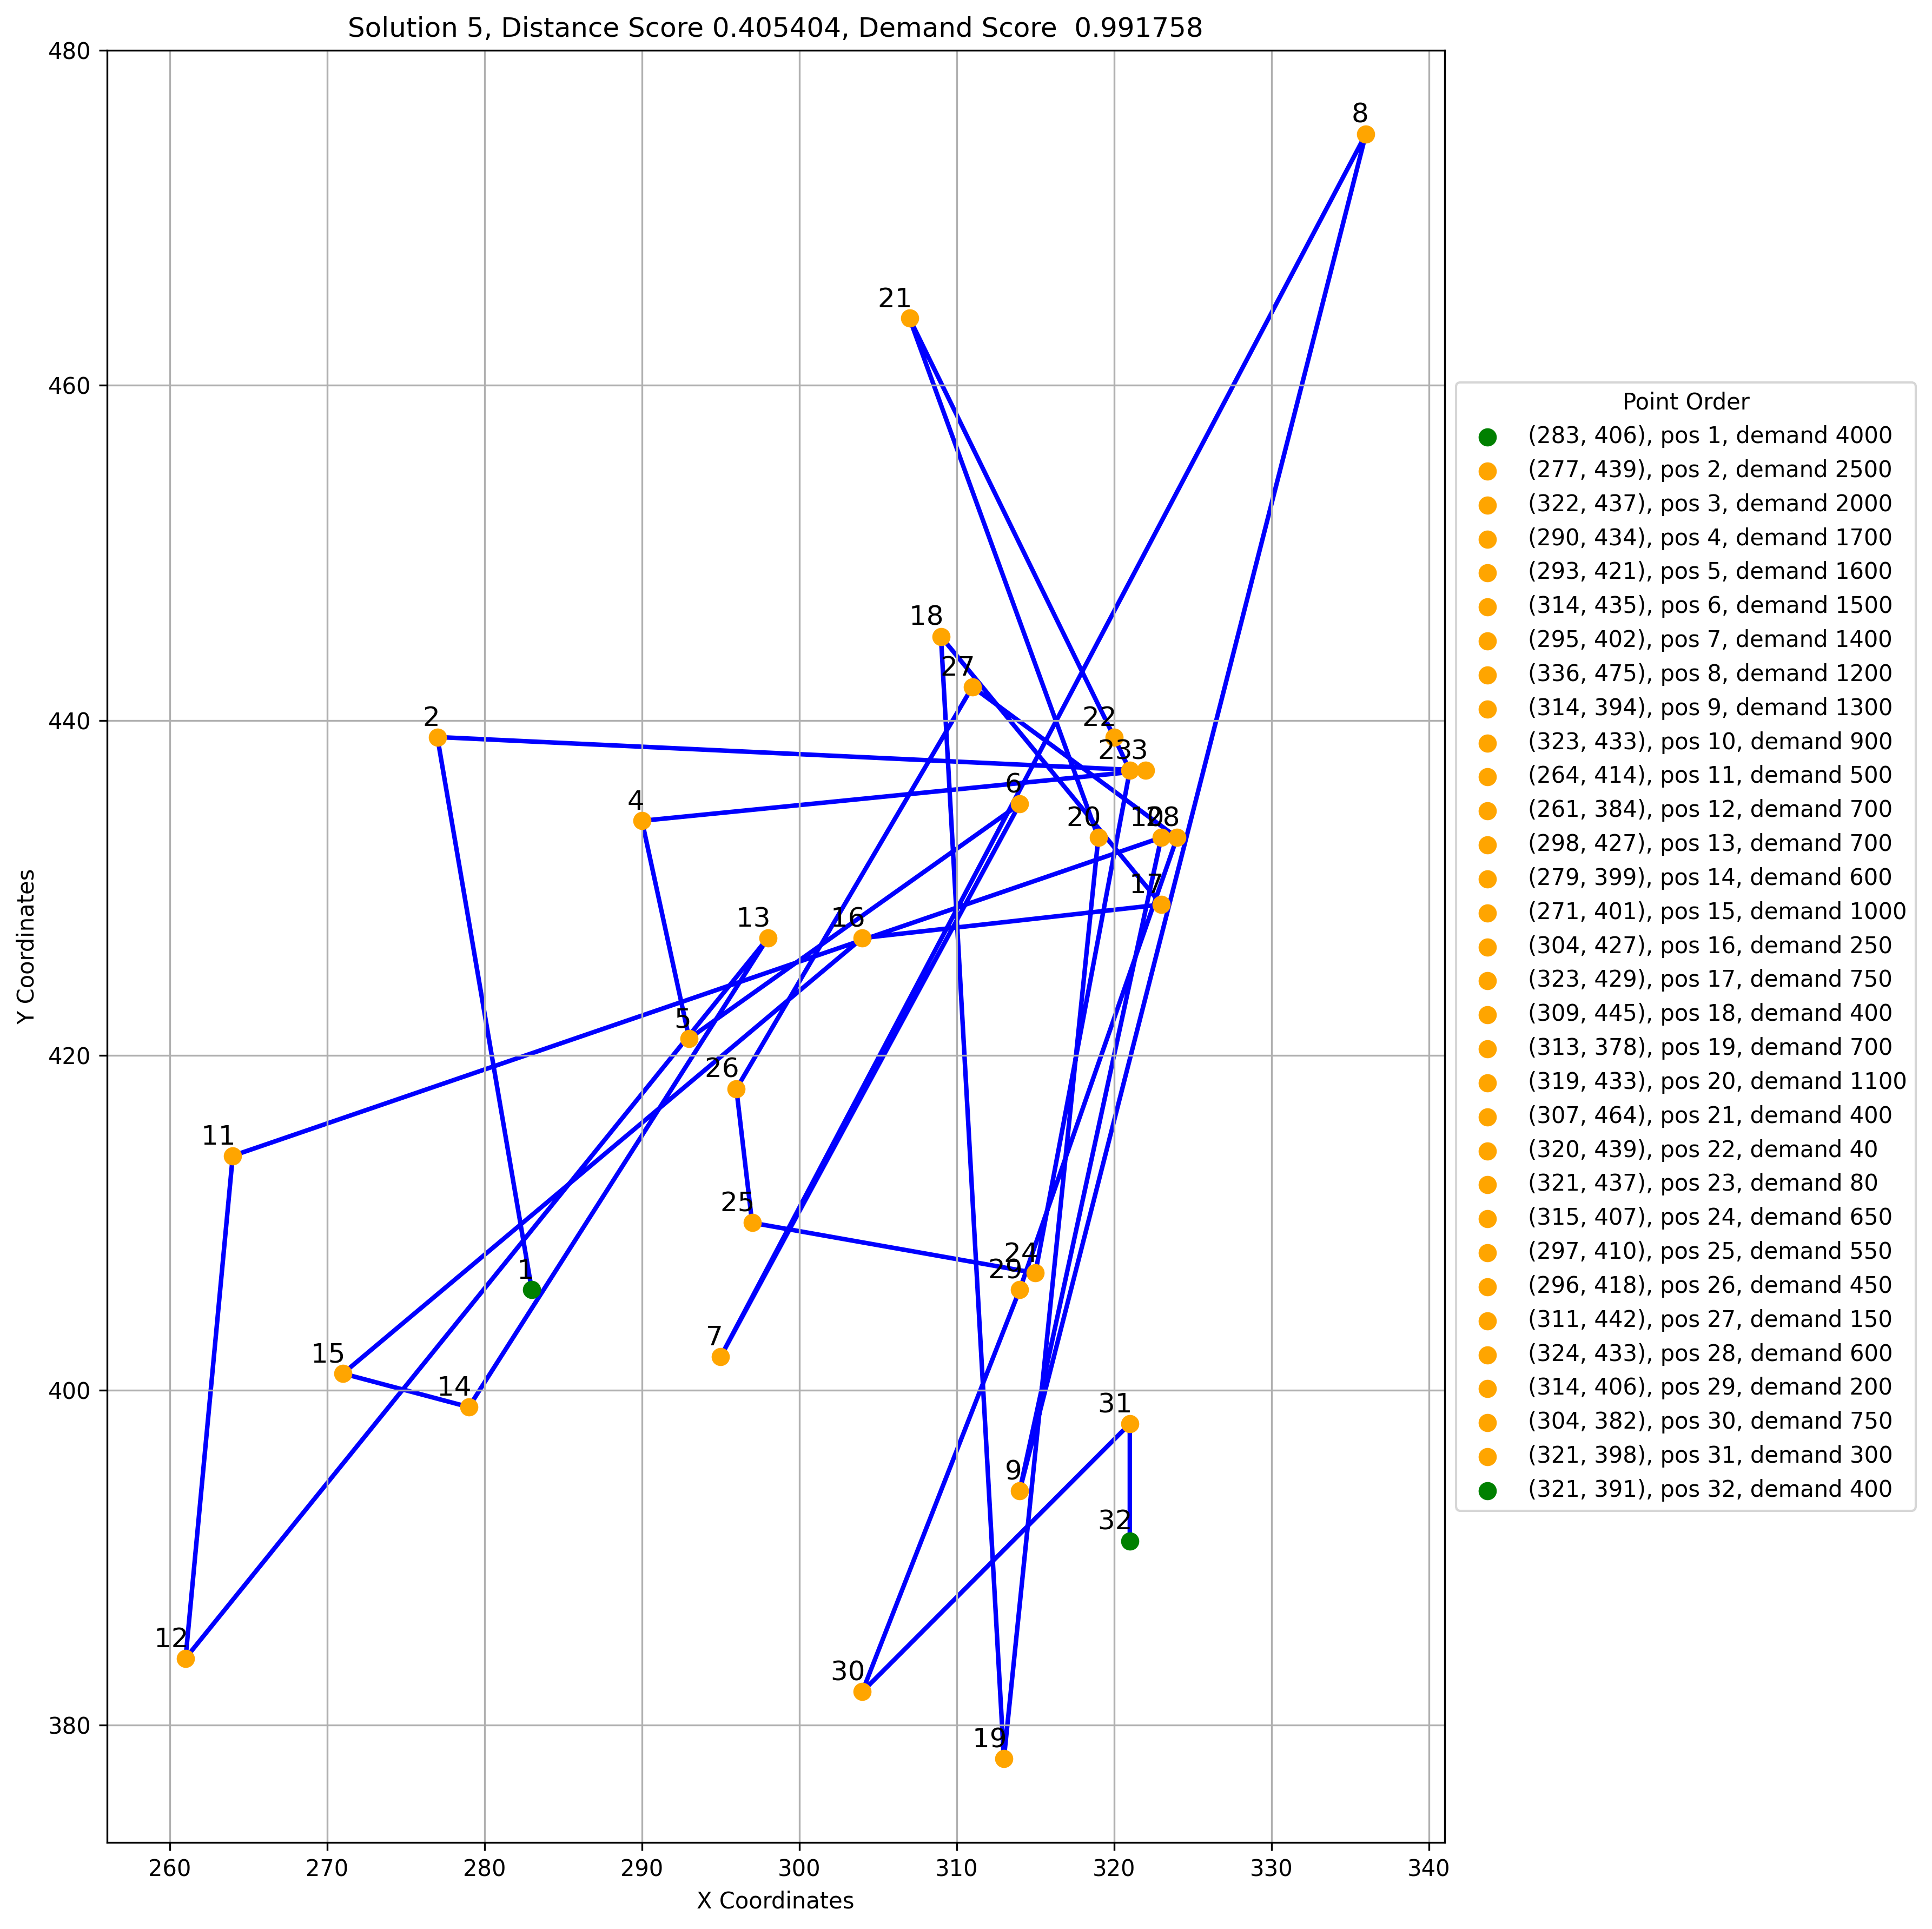 Solution 5, Distance Score 0.405404, Demand Score  0.991758
480
460
440
420
400
380
Y Coordinates
260
270
280
290
300
310
320
330
340
X Coordinates
8
21
18
27
2
22
23
3
6
4
20
10
28
17
13
16
5
26
11
25
24
29
1
7
15
14
31
9
32
12
30
19
Point Order
(283, 406), pos 1, demand 4000
(277, 439), pos 2, demand 2500
(322, 437), pos 3, demand 2000
(290, 434), pos 4, demand 1700
(293, 421), pos 5, demand 1600
(314, 435), pos 6, demand 1500
(295, 402), pos 7, demand 1400
(336, 475), pos 8, demand 1200
(314, 394), pos 9, demand 1300
(323, 433), pos 10, demand 900
(264, 414), pos 11, demand 500
(261, 384), pos 12, demand 700
(298, 427), pos 13, demand 700
(279, 399), pos 14, demand 600
(271, 401), pos 15, demand 1000
(304, 427), pos 16, demand 250
(323, 429), pos 17, demand 750
(309, 445), pos 18, demand 400
(313, 378), pos 19, demand 700
(319, 433), pos 20, demand 1100
(307, 464), pos 21, demand 400
(320, 439), pos 22, demand 40
(321, 437), pos 23, demand 80
(315, 407), pos 24, demand 650
(297, 410), pos 25, demand 550
(296, 418), pos 26, demand 450
(311, 442), pos 27, demand 150
(324, 433), pos 28, demand 600
(314, 406), pos 29, demand 200
(304, 382), pos 30, demand 750
(321, 398), pos 31, demand 300
(321, 391), pos 32, demand 400